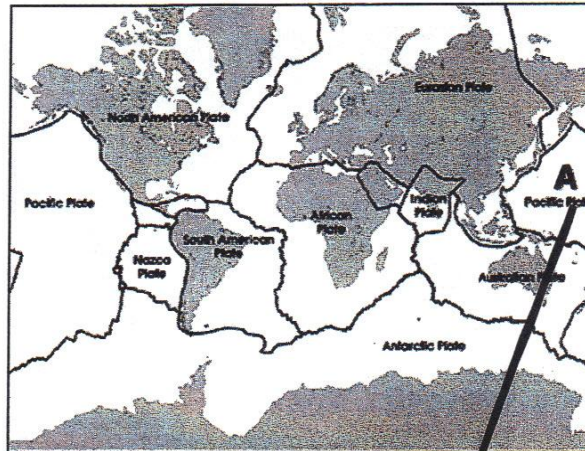 North American Plate
Eurasian Plate
A
Pacific Plate
African Plate
Indian Plate
Pacific Plate
South American Plate
Nazca Plate
Australian Plate
Antarctic Plate